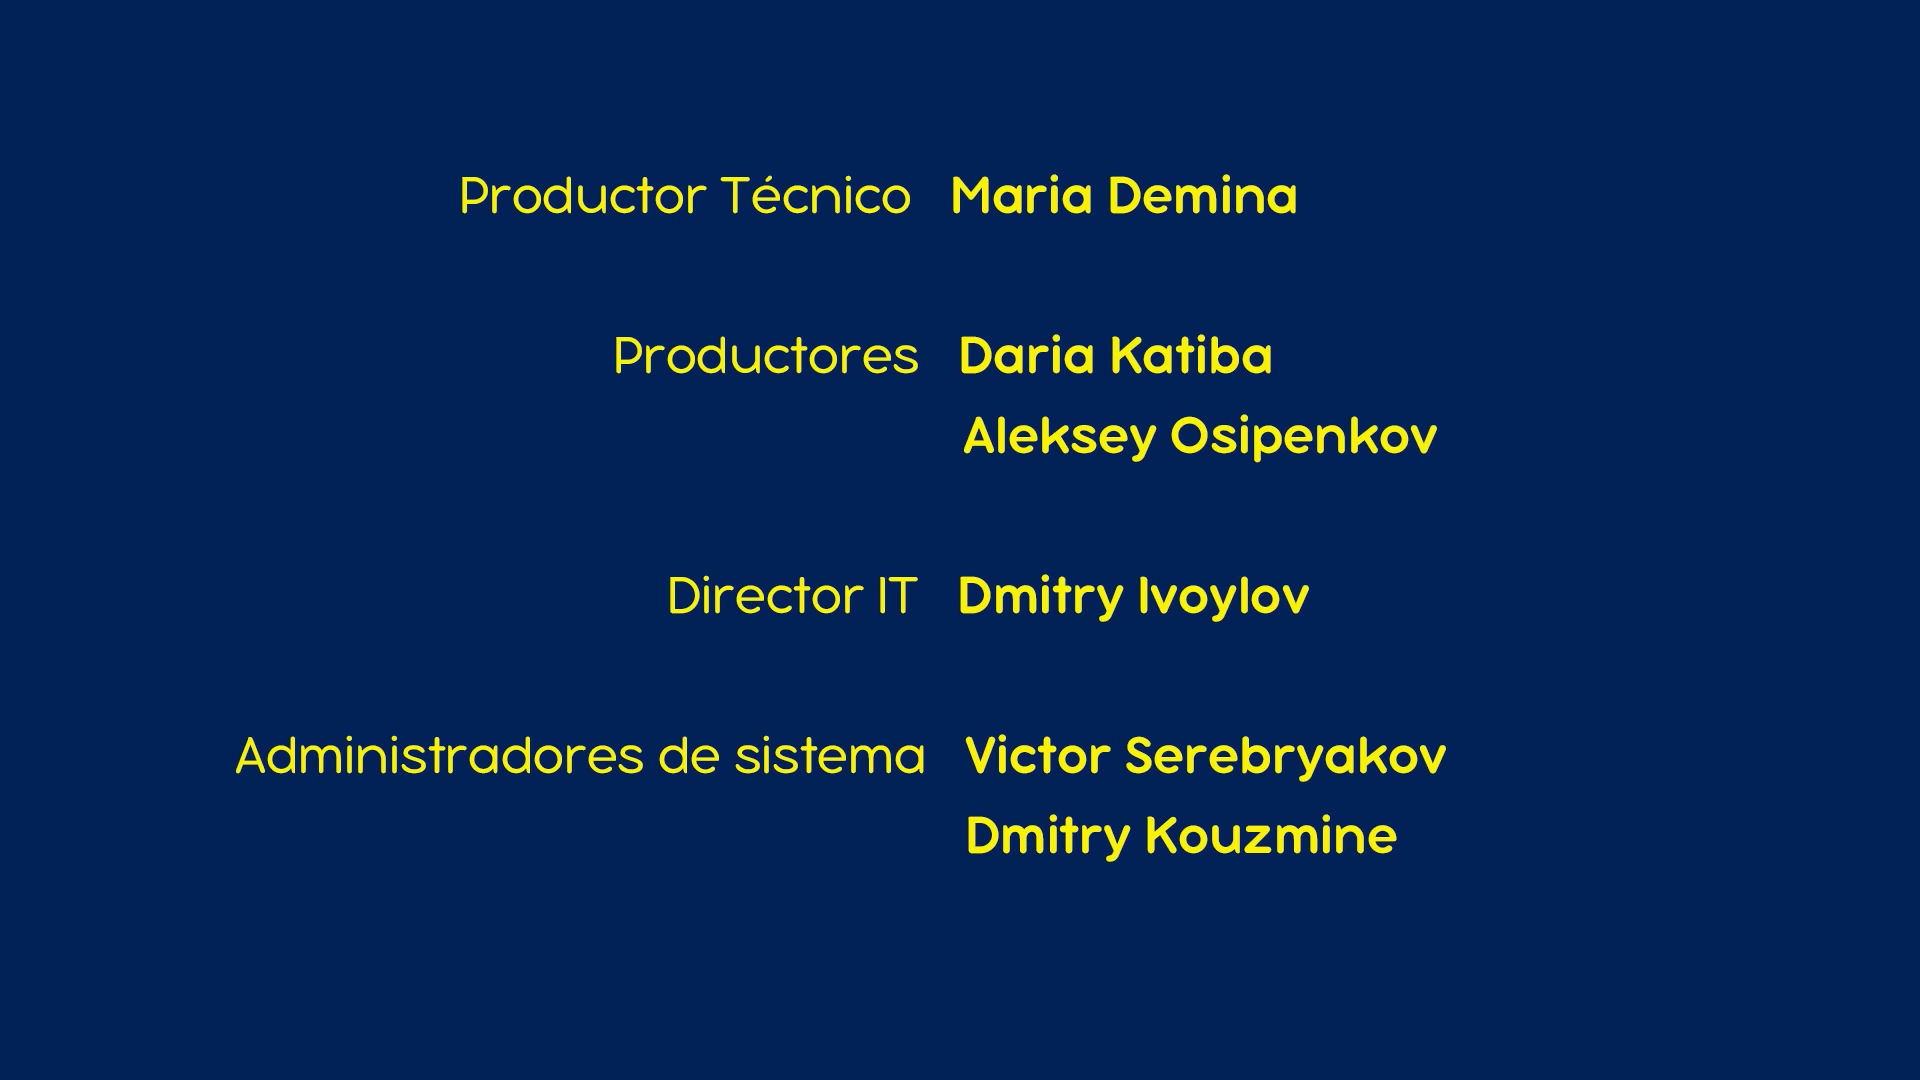 Productor Técnico Maria Demina
Productores Daria Katiba
Aleksey Osipenkov
Director IT Dmitry Ivoylov
Administradores de sistema Victor Serebryakov
Dmitry Kouzmine